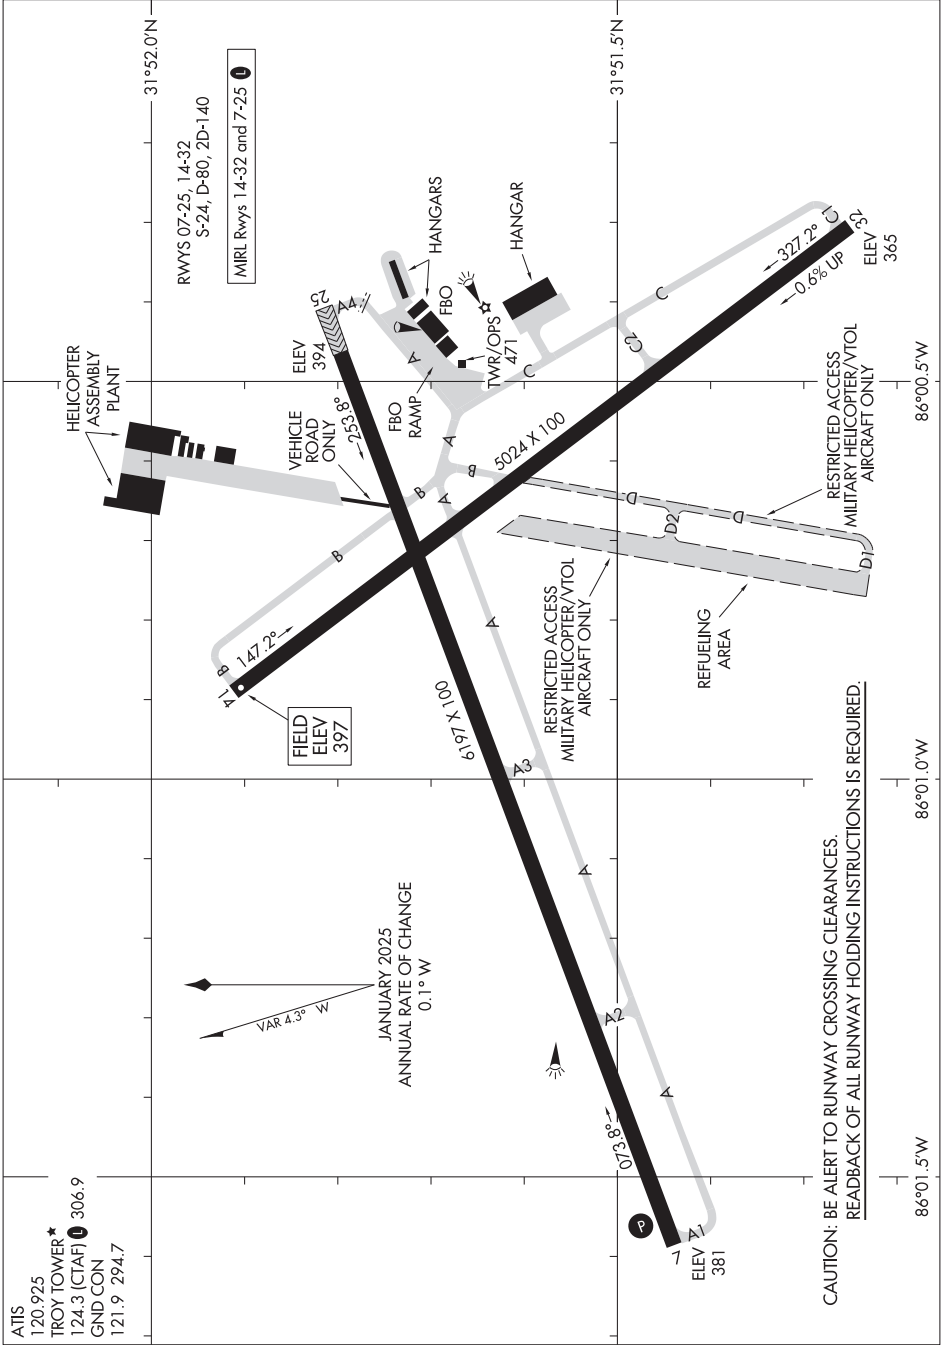 ATIS
120.925
TROY TOWER★
124.3 (CTAF) L 306.9
GND CON
121.9 294.7
VAR 4.3° W
JANUARY 2025
ANNUAL RATE OF CHANGE
0.1° W
HELICOPTER
ASSEMBLY
PLANT
RWYS 07-25, 14-32
S-24, D-80, 2D-140
MIRL Rwys 14-32 and 7-25 L
31°52.0'N
FIELD
ELEV
397
14
B
147.2°
B
VEHICLE
ROAD
ONLY
ELEV
394
25
A4
253.8°
HANGARS
FBO
A
FBO
RAMP
TWR/OPS
471
HANGAR
B
A
A
B
C
C
C2
5024 X 100
6197 X 100
A
A3
A
A2
A
073.8°
P
7
A1
ELEV
381
D
D2
D
D1
RESTRICTED ACCESS
MILITARY HELICOPTER/VTOL
AIRCRAFT ONLY
REFUELING
AREA
RESTRICTED ACCESS
MILITARY HELICOPTER/VTOL
AIRCRAFT ONLY
31°51.5'N
327.2°
0.6% UP
C1
32
ELEV
365
CAUTION: BE ALERT TO RUNWAY CROSSING CLEARANCES.
READBACK OF ALL RUNWAY HOLDING INSTRUCTIONS IS REQUIRED.
86°01.5'W
86°01.0'W
86°00.5'W